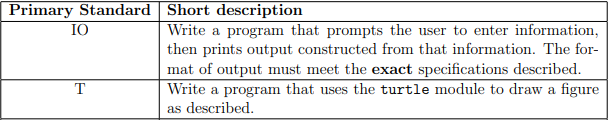 Primary Standard Short description
IO Write a program that prompts the user to enter information,
then prints output constructed from that information. The for-
mat of output must meet the exact specifications described.
T Write a program that uses the turtle module to draw a figure
as described.